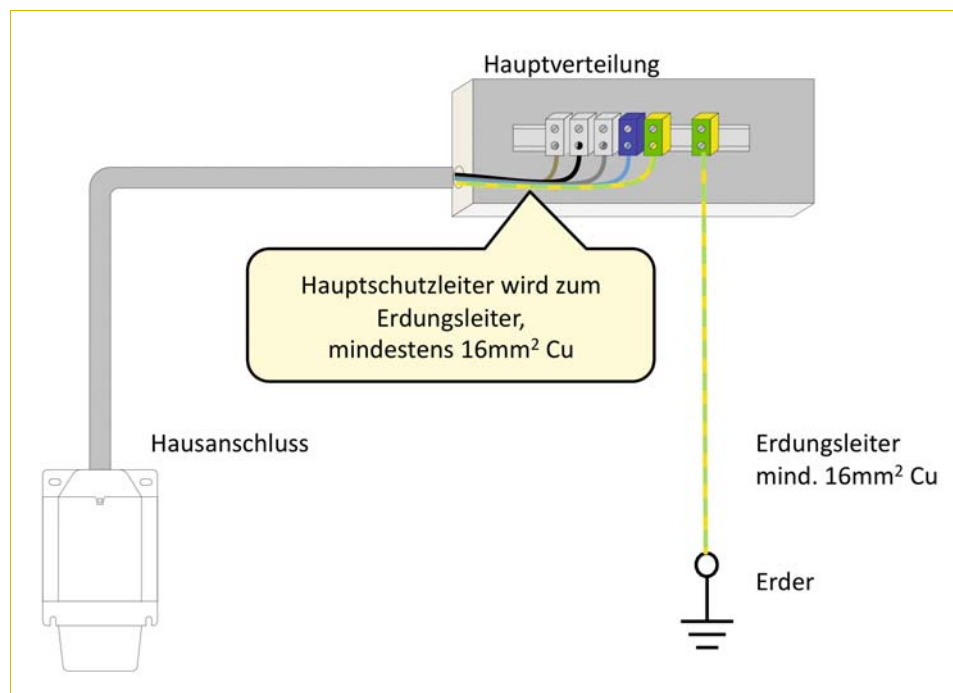 Hauptverteilung
Hauptschutzleiter wird zum
Erdungsleiter,
mindestens 16mm² Cu
Hausanschluss
Erdungsleiter
mind. 16mm² Cu
Erder